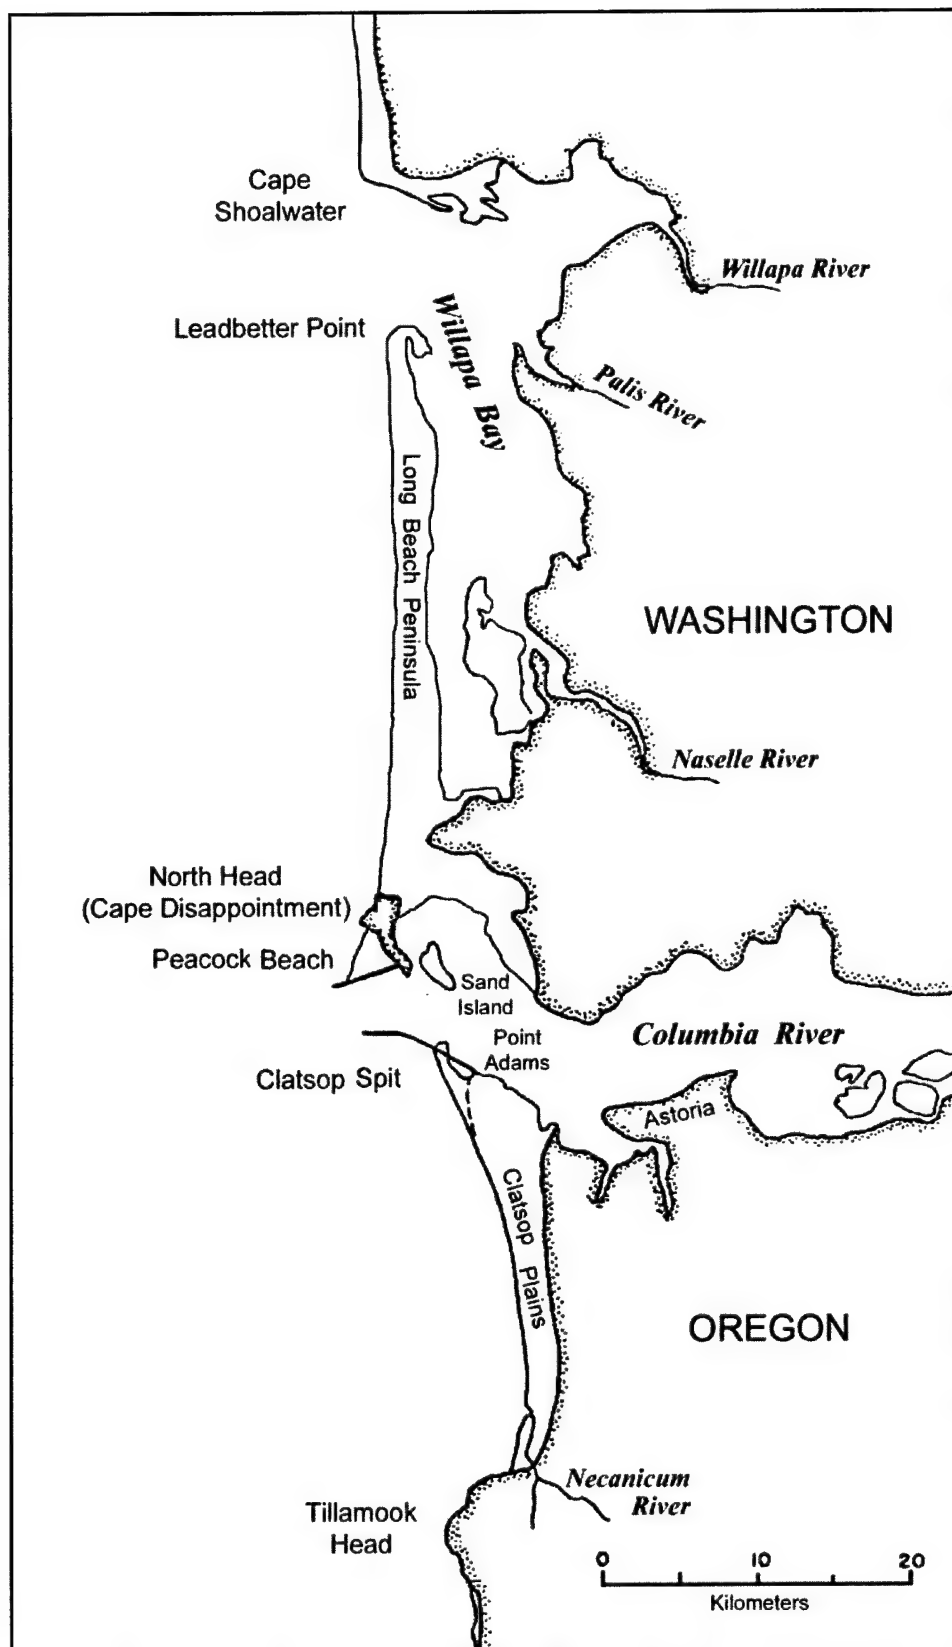 Cape
Shoalwater
Willapa River
Leadbetter Point
Willapa Bay
Palis River
Long Beach Peninsula
WASHINGTON
Naselle River
North Head
(Cape Disappointment)
Peacock Beach
Sand
Island
Columbia River
Point
Adams
Clatsop Spit
Astoria
Clatsop Plains
OREGON
Necanicum
River
Tillamook
Head
0 10 20
Kilometers